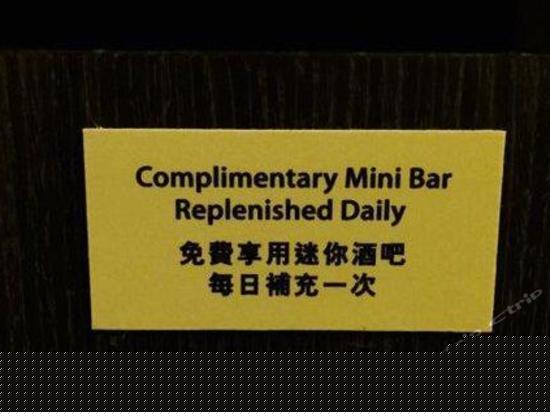 Complimentary Mini Bar
Replenished Daily
免費享用迷你酒吧
每日補充一次